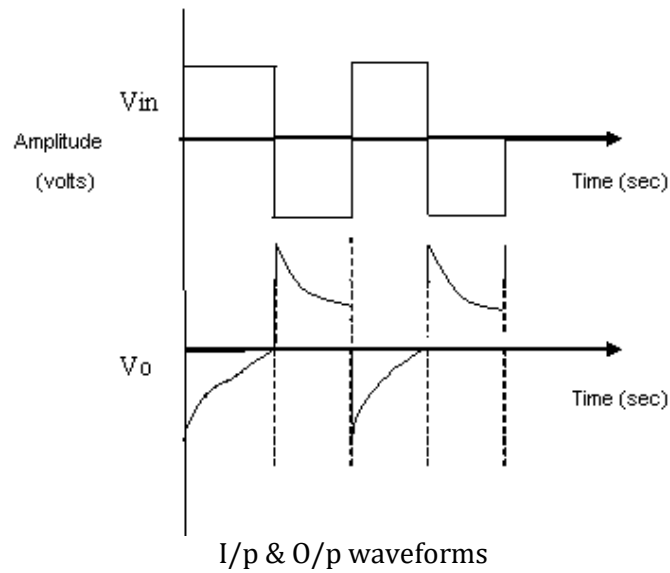 Vin
Amplitude
(volts)
Time (sec)
Vo
Time (sec)
I/p & O/p waveforms